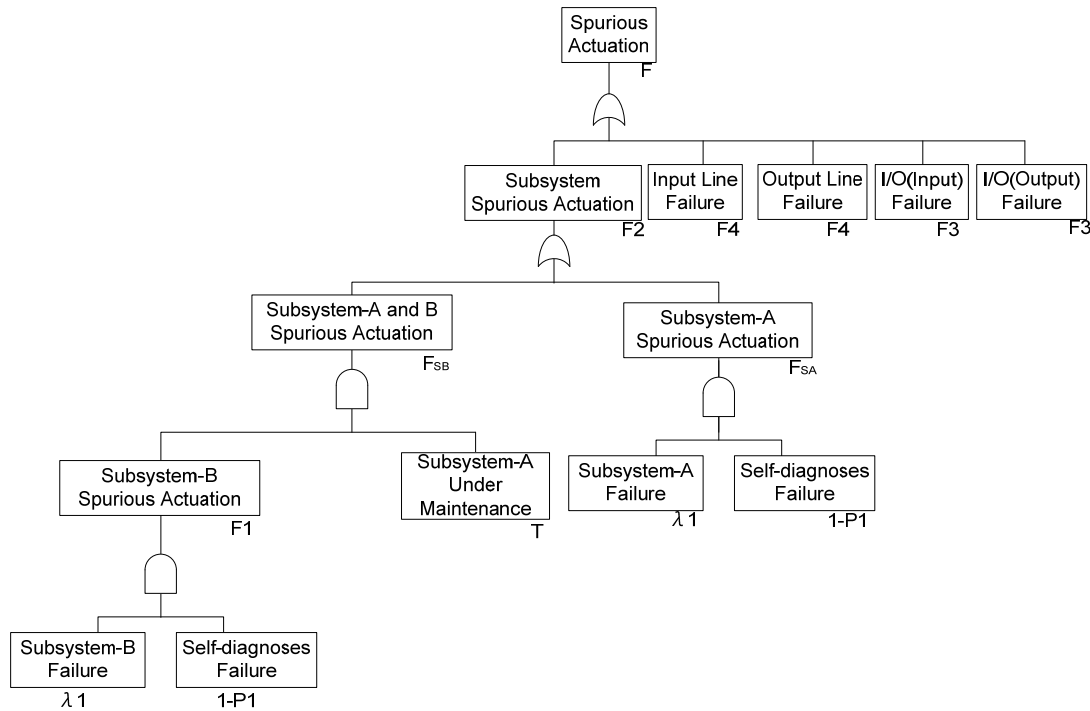 Spurious
Actuation
F
Subsystem
Spurious Actuation
F2
Input Line
Failure
F4
Output Line
Failure
F4
I/O(Input)
Failure
F3
I/O(Output)
Failure
F3
Subsystem-A and B
Spurious Actuation
FSB
Subsystem-A
Spurious Actuation
FSA
Subsystem-B
Spurious Actuation
F1
Subsystem-A
Under
Maintenance
T
Subsystem-A
Failure
λ1
Self-diagnoses
Failure
1-P1
Subsystem-B
Failure
λ1
Self-diagnoses
Failure
1-P1